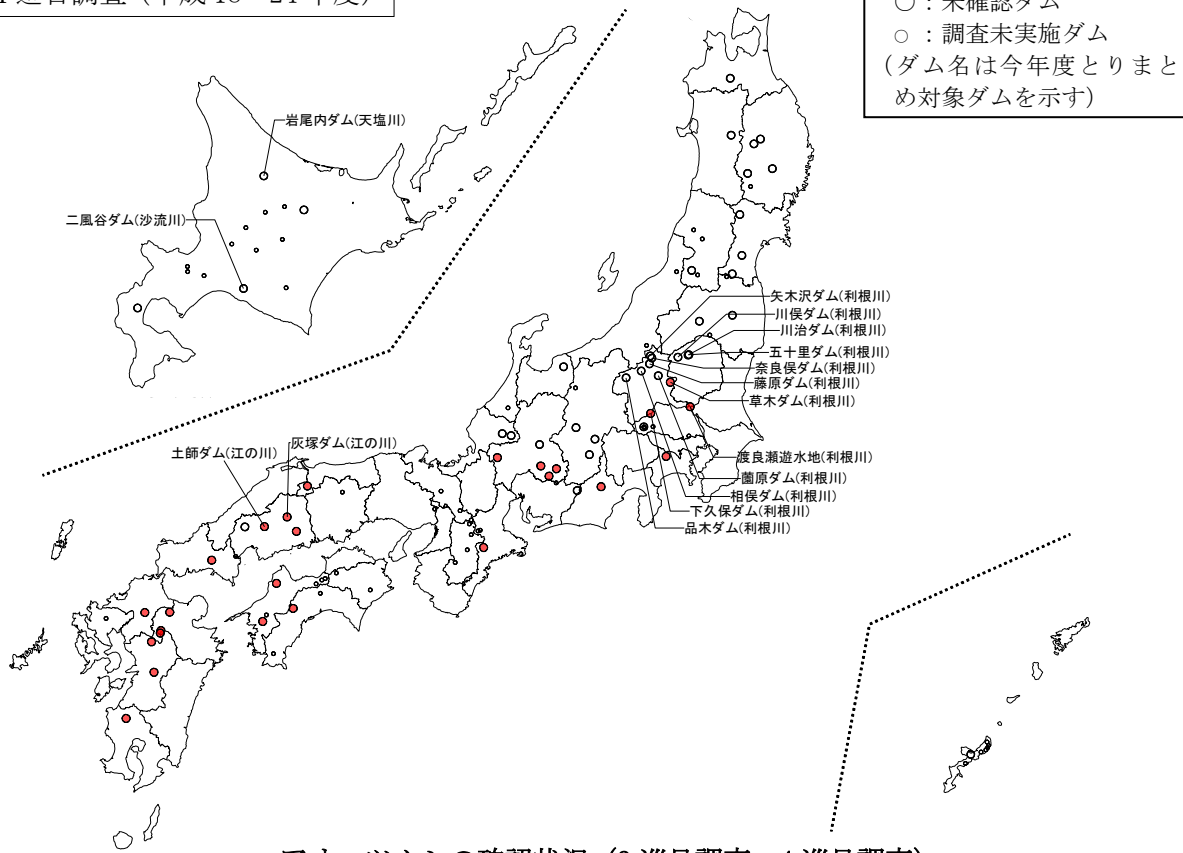 ○：未確認ダム
○：調査未実施ダム
(ダム名は今年度とりまと
め対象ダムを示す)
岩尾内ダム(天塩川)
二風谷ダム(沙流川)
矢木沢ダム(利根川)
川俣ダム(利根川)
川治ダム(利根川)
五十里ダム(利根川)
奈良俣ダム(利根川)
藤原ダム(利根川)
草木ダム(利根川)
灰塚ダム(江の川)
土師ダム(江の川)
渡良瀬遊水地(利根川)
薗原ダム(利根川)
相俣ダム(利根川)
下久保ダム(利根川)
品木ダム(利根川)